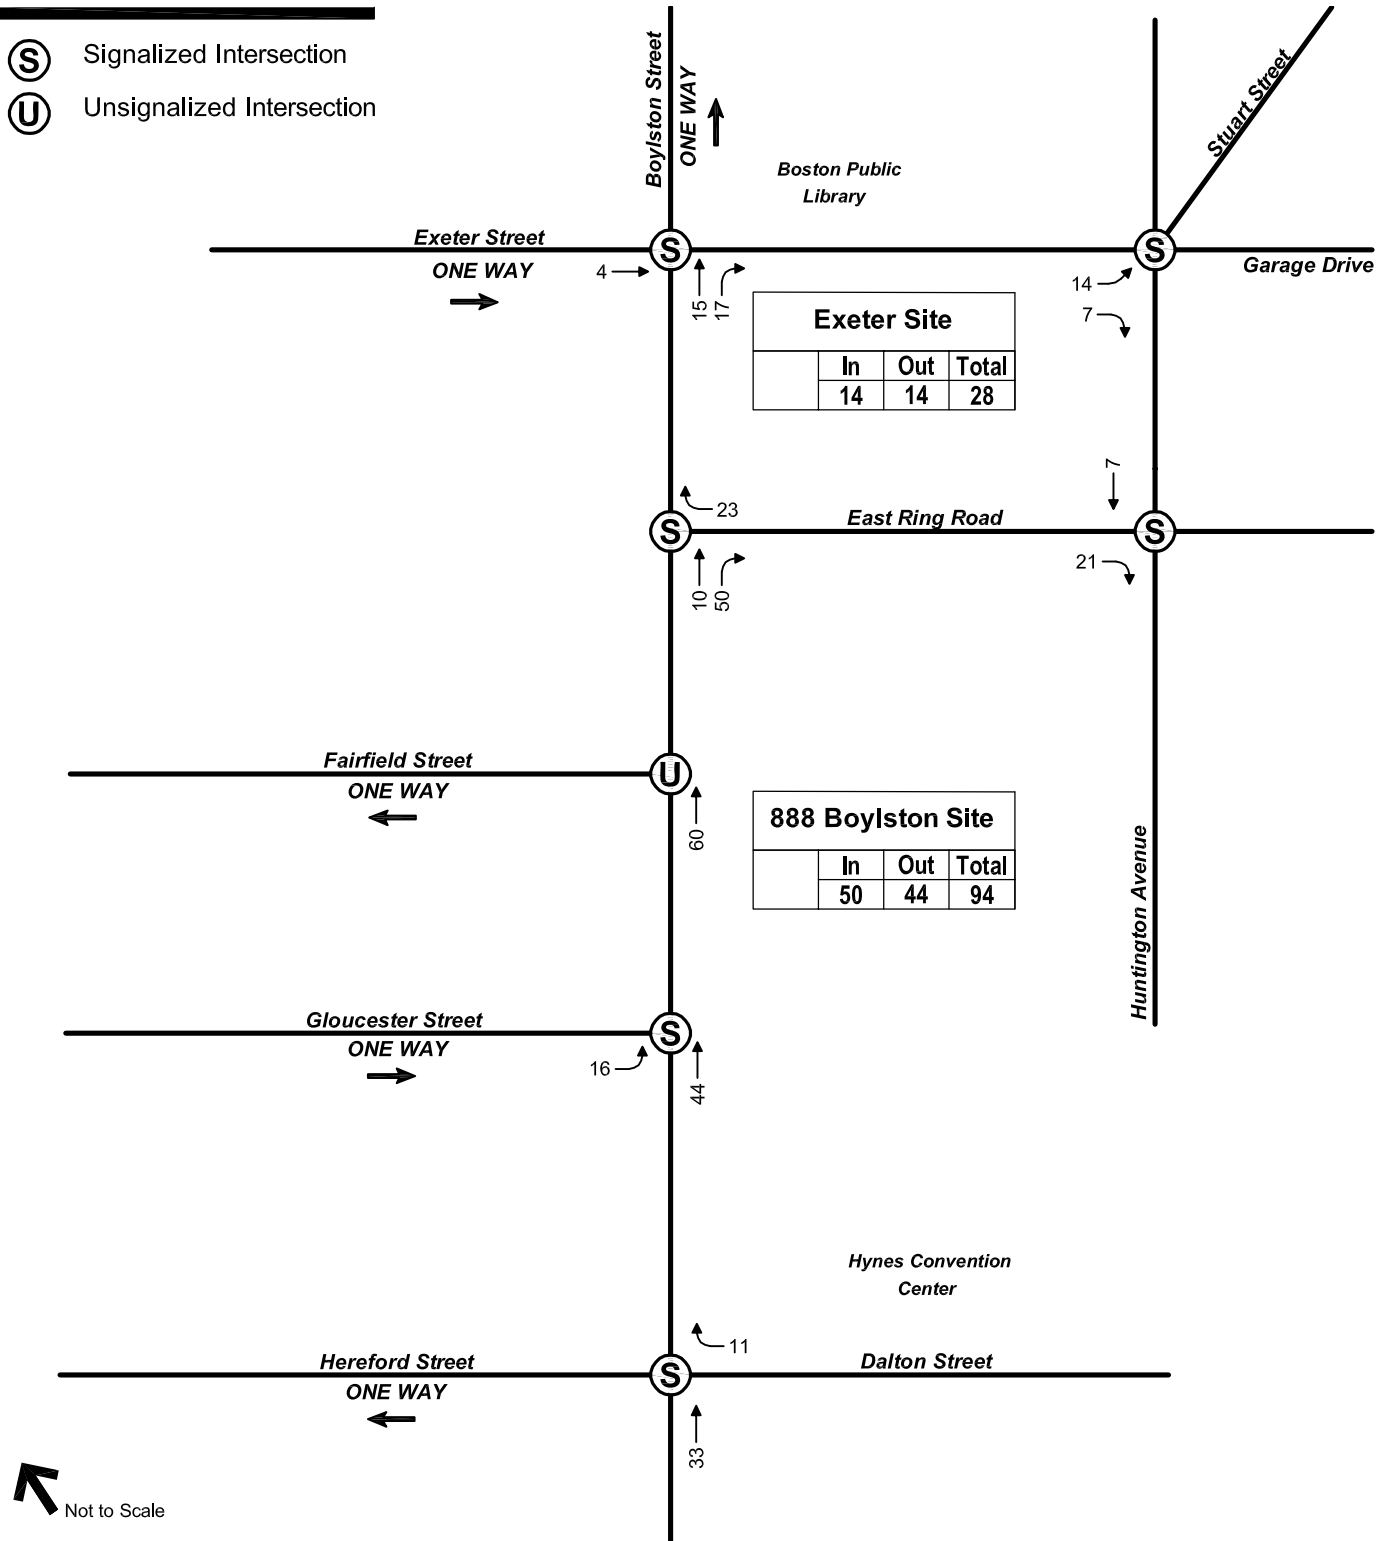 S Signalized Intersection
U Unsignalized Intersection
Boylston Street
ONE WAY
Stuart Street
Boston Public
Library
Exeter Street
ONE WAY
4
S
15
17
S
Garage Drive
14
7
Exeter Site
In Out Total
14 14 28
7
23
S
East Ring Road
S
10
50
21
Fairfield Street
ONE WAY
U
60
888 Boylston Site
In Out Total
50 44 94
Huntington Avenue
Gloucester Street
ONE WAY
S
16
44
Hynes Convention
Center
11
Hereford Street
ONE WAY
S
Dalton Street
33
Not to Scale